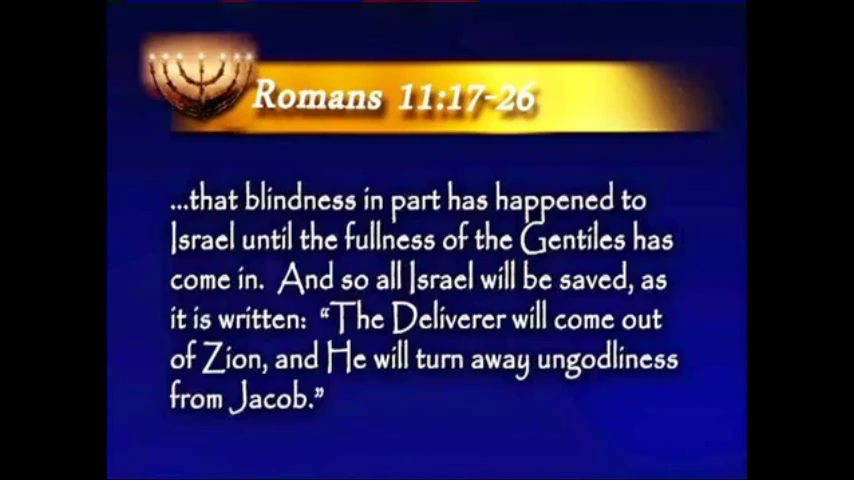 Romans 11:17-26
...that blindness in part has happened to
Israel until the fullness of the Gentiles has
come in.  And so all Israel will be saved, as
it is written:  “The Deliverer will come out
of Zion, and He will turn away ungodliness
from Jacob.”